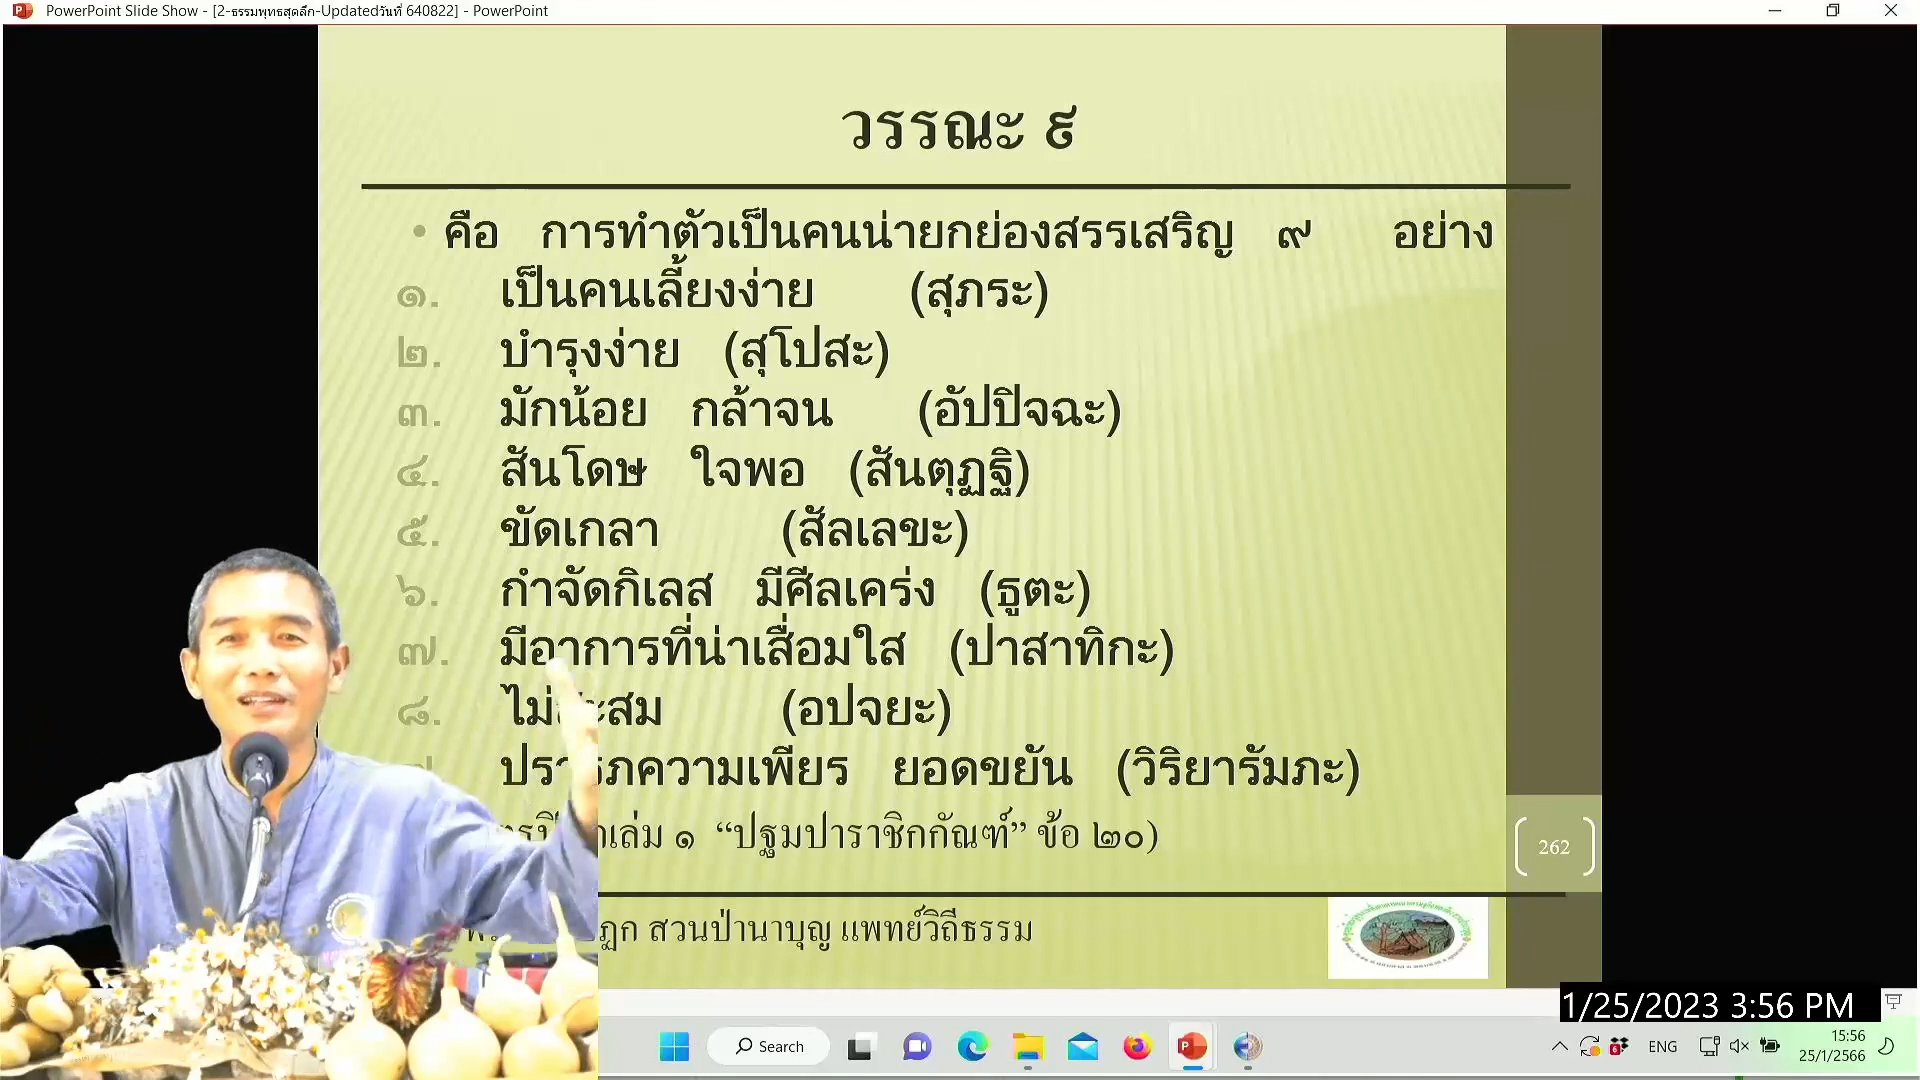 PowerPoint Slide Show - [2-ธรรมพุทธสุดลึก-Updatedวันที่ 640822] - PowerPoint
วรรณะ ๙
• คือ การทำตัวเป็นคนน่ายกย่องสรรเสริญ ๙ อย่าง
๑. เป็นคนเลี้ยงง่าย (สุภระ)
๒. บำรุงง่าย (สุโปสะ)
๓. มักน้อย กล้าจน (อัปปิจฉะ)
๔. สันโดษ ใจพอ (สันตุฏฐิ)
๕. ขัดเกลา (สัลเลขะ)
๖. กำจัดกิเลส มีศีลเคร่ง (ธูตะ)
๗. มีอาการที่น่าเสื่อมใส (ปาสาทิกะ)
๘. (อปจยะ)
ความเพียร ยอดขยัน (วิริยารัมภะ)
เล่ม ๑ “ปฐมปาราชิกกัณฑ์” ข้อ ๒๐)
262
สวนป่านาบุญ แพทย์วิถีธรรม
1/25/2023 3:56 PM
Search
ENG
15:56
25/1/2566